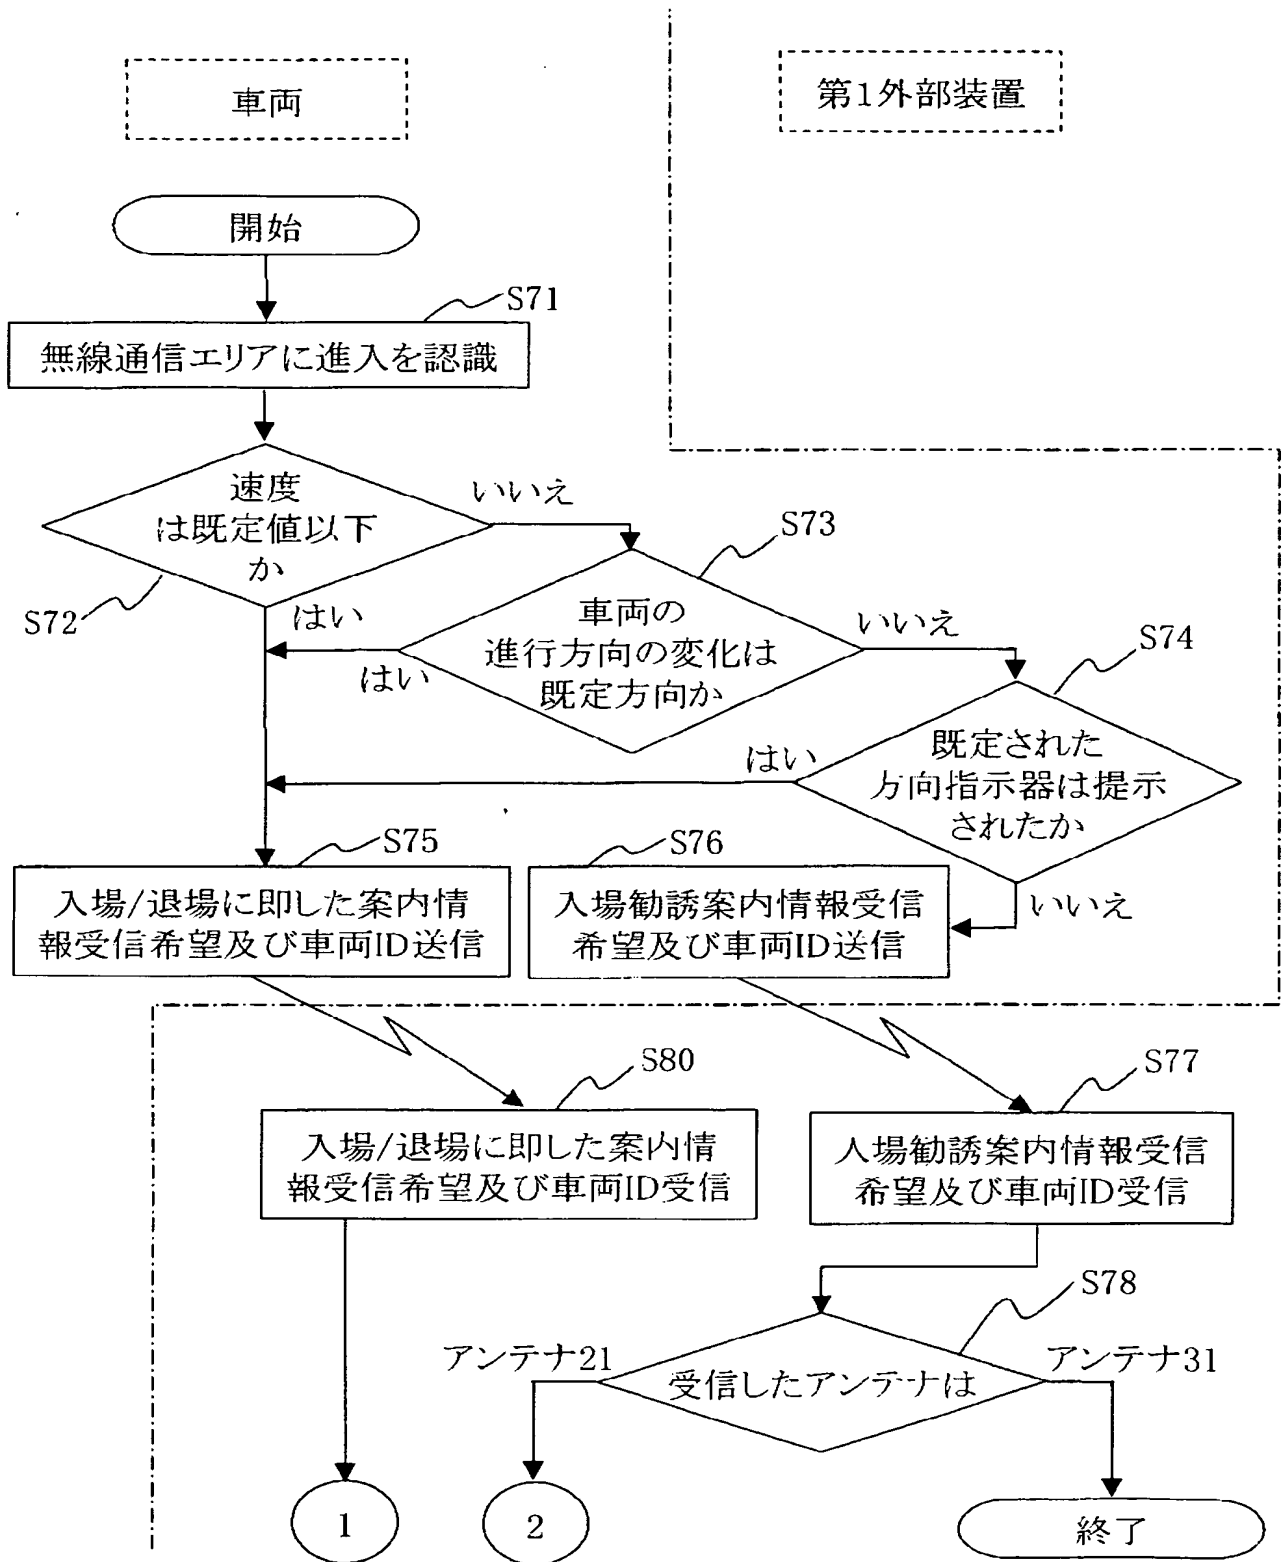 車両
第1外部装置
開始
S71
無線通信エリアに進入を認識
速度
は既定値以下
か
いいえ
S72
はい
S73
車両の
進行方向の変化は
既定方向か
いいえ
はい
S74
既定された
方向指示器は提示
されたか
はい
いいえ
S75
入場/退場に即した案内情
報受信希望及び車両ID送信
S76
入場勧誘案内情報受信
希望及び車両ID送信
S80
入場/退場に即した案内情
報受信希望及び車両ID受信
S77
入場勧誘案内情報受信
希望及び車両ID受信
S78
アンテナ21
受信したアンテナは
アンテナ31
1
2
終了